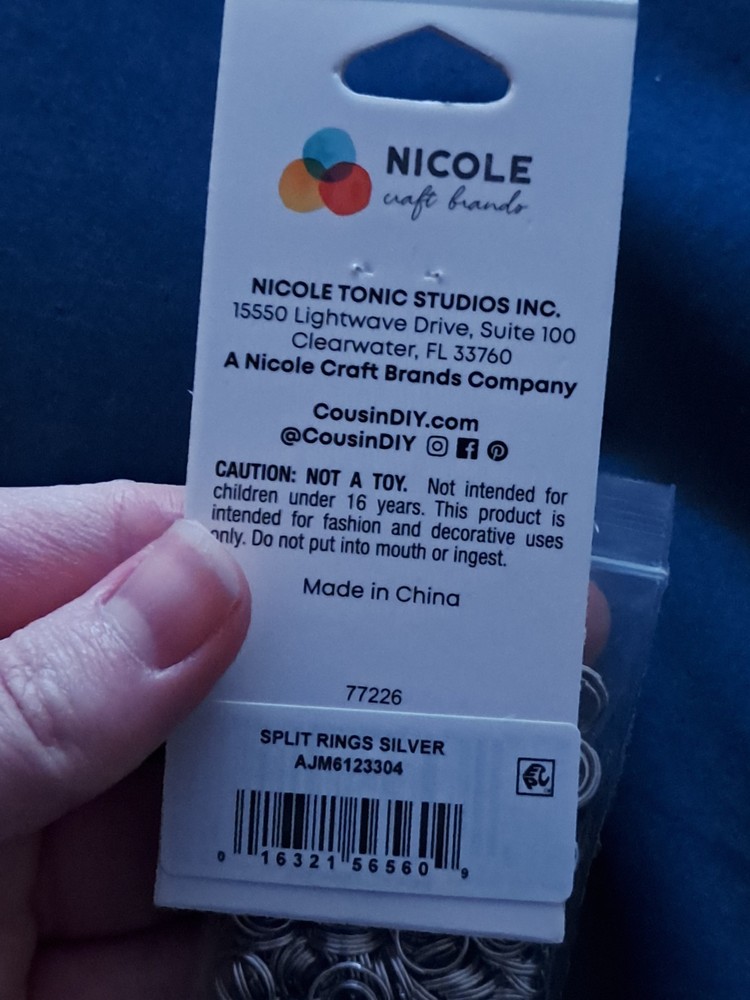 NICOLE
craft brands
NICOLE TONIC STUDIOS INC.
15550 Lightwave Drive, Suite 100
Clearwater, FL 33760
A Nicole Craft Brands Company
CousinDIY.com
@CousinDIY
CAUTION: NOT A TOY. Not intended for
children under 16 years. This product is
intended for fashion and decorative uses
only. Do not put into mouth or ingest.
Made in China
77226
SPLIT RINGS SILVER
AJM6123304
0 16321 56560 9